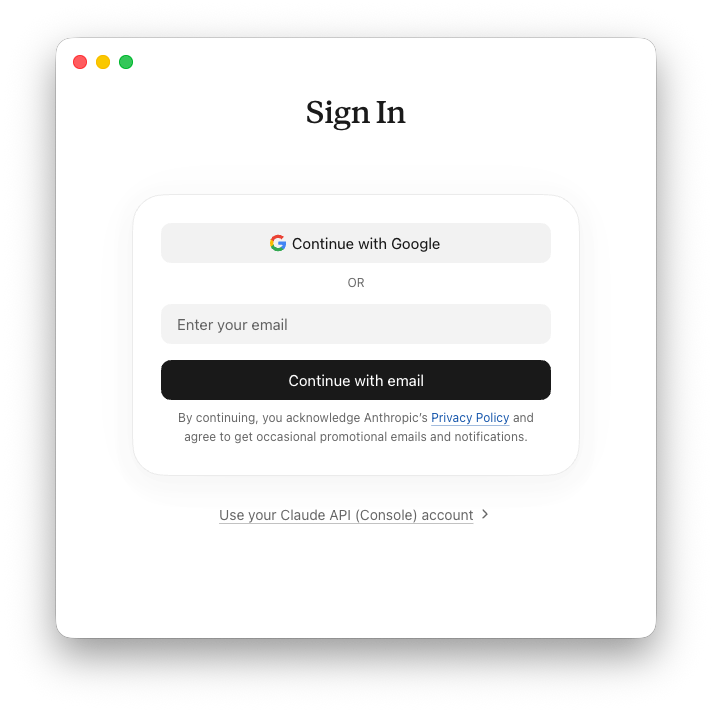 Sign In
Continue with Google
OR
Enter your email
Continue with email
By continuing, you acknowledge Anthropic's Privacy Policy and
agree to get occasional promotional emails and notifications.
Use your Claude API (Console) account